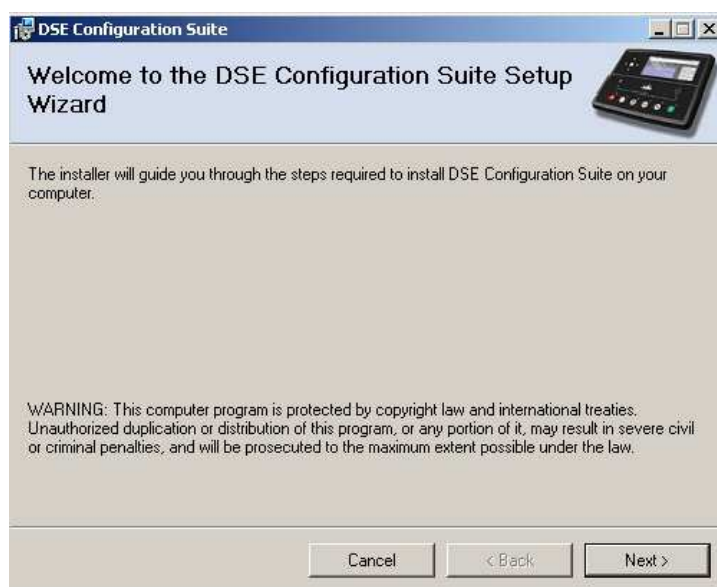 DSE Configuration Suite
Welcome to the DSE Configuration Suite Setup
Wizard
The installer will guide you through the steps required to install DSE Configuration Suite on your
computer.
WARNING: This computer program is protected by copyright law and international treaties.
Unauthorized duplication or distribution of this program, or any portion of it, may result in severe civil
or criminal penalties, and will be prosecuted to the maximum extent possible under the law.
Cancel
< Back
Next >